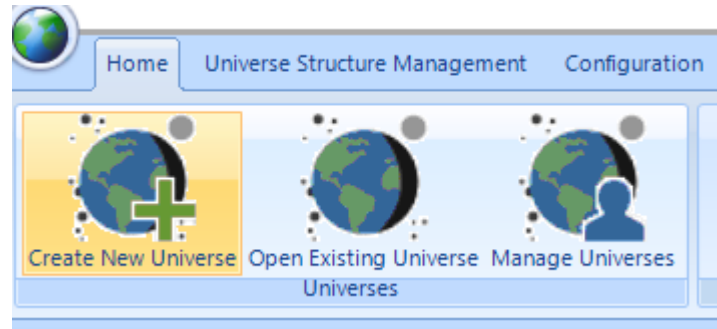 Home Universe Structure Management Configuration
Create New Universe Open Existing Universe Manage Universes
Universes